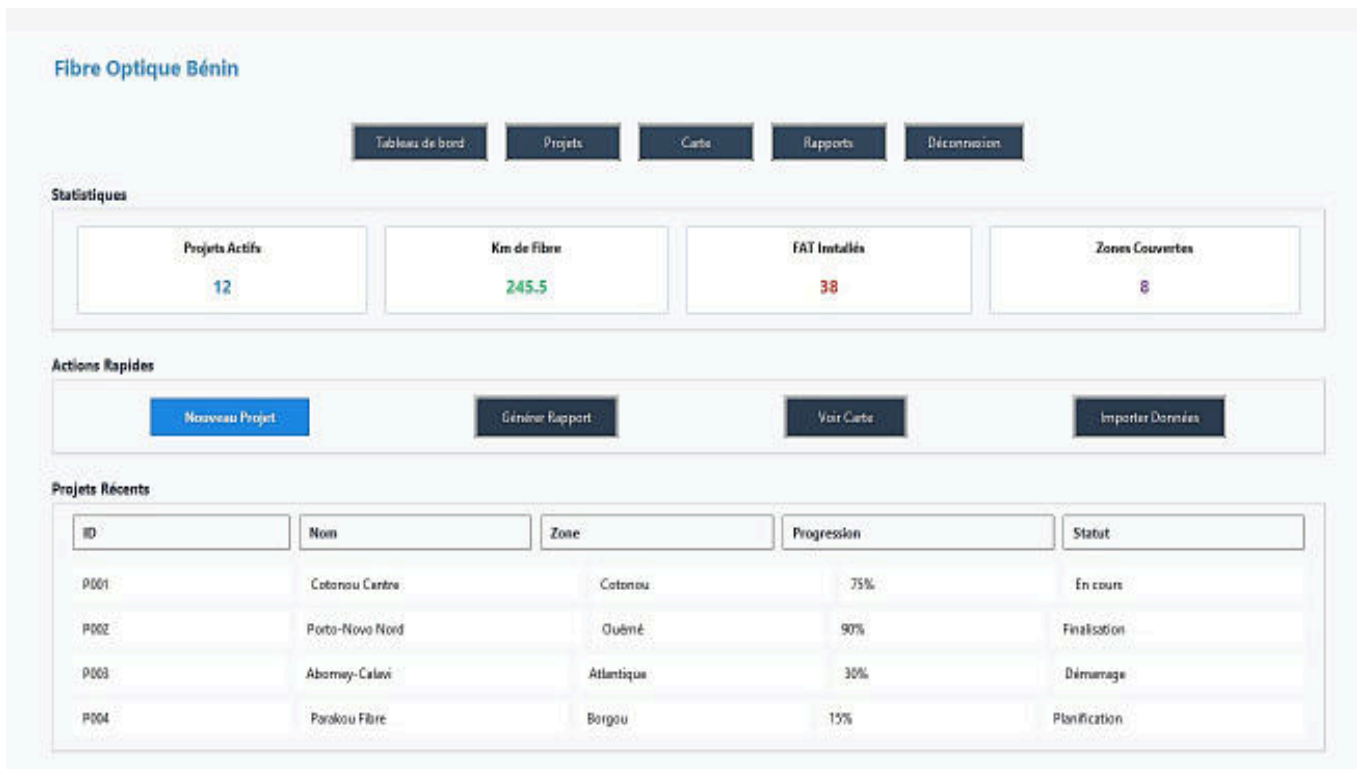 Fibre Optique Bénin
Tableau de bord Projets Carte Rapports Déconnexion
Statistiques
Projets Actifs Km de Fibre FAT Installés Zones Couvertes
12 245.5 38 8
Actions Rapides
Nouveau Projet Générer Rapport Voir Carte Importer Données
Projets Récents
ID Nom Zone Progression Statut
P001 Cotonou Centre Cotonou 75% En cours
P002 Porto-Novo Nord Ouémé 90% Finalisation
P003 Abomey-Calavi Atlantique 30% Démarrage
P004 Parakou Fibre Borgou 15% Planification